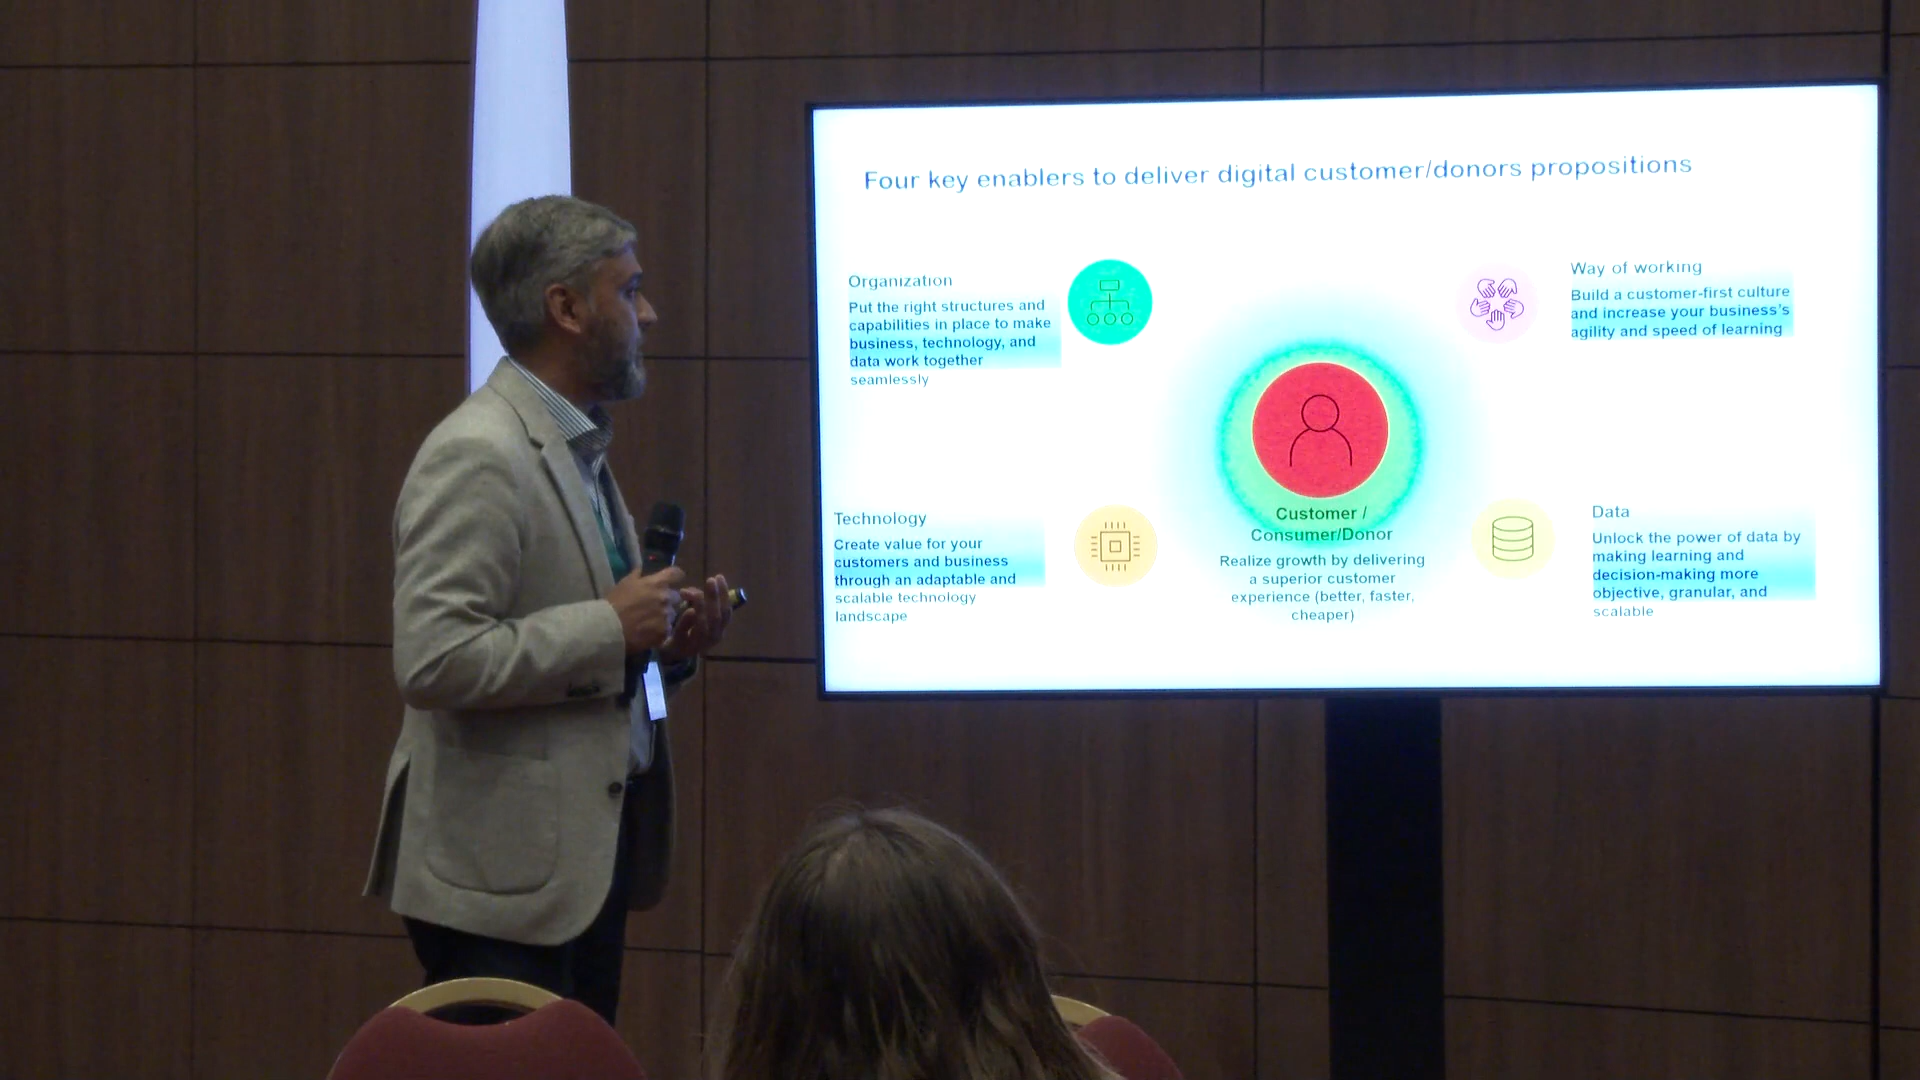 Four key enablers to deliver digital customer/donors propositions
Organization
Put the right structures and
capabilities in place to make
business, technology, and
data work together
seamlessly
Way of working
Build a customer-first culture
and increase your business's
agility and speed of learning
Technology
Create value for your
customers and business
through an adaptable and
scalable technology
landscape
Customer /
Consumer/Donor
Realize growth by delivering
a superior customer
experience (better, faster,
cheaper)
Data
Unlock the power of data by
making learning and
decision-making more
objective, granular, and
scalable